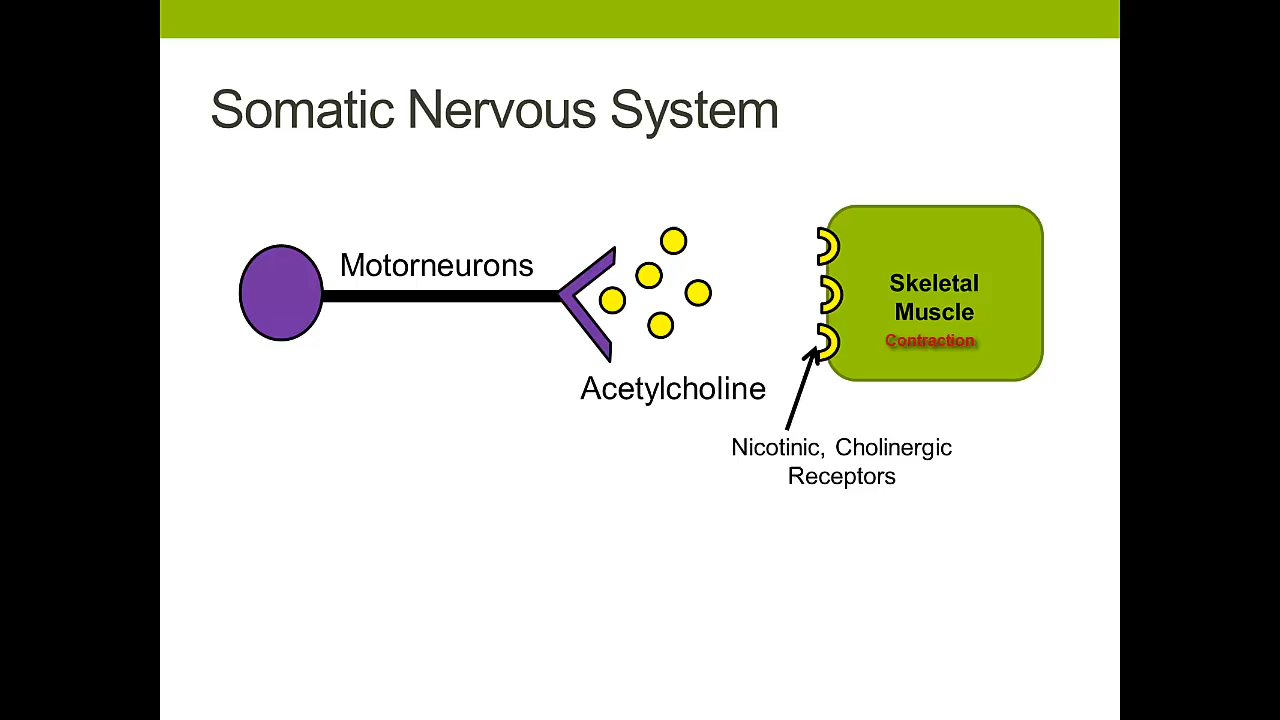 Somatic Nervous System
Motorneurons
Acetylcholine
Skeletal
Muscle
Contraction
Nicotinic, Cholinergic
Receptors